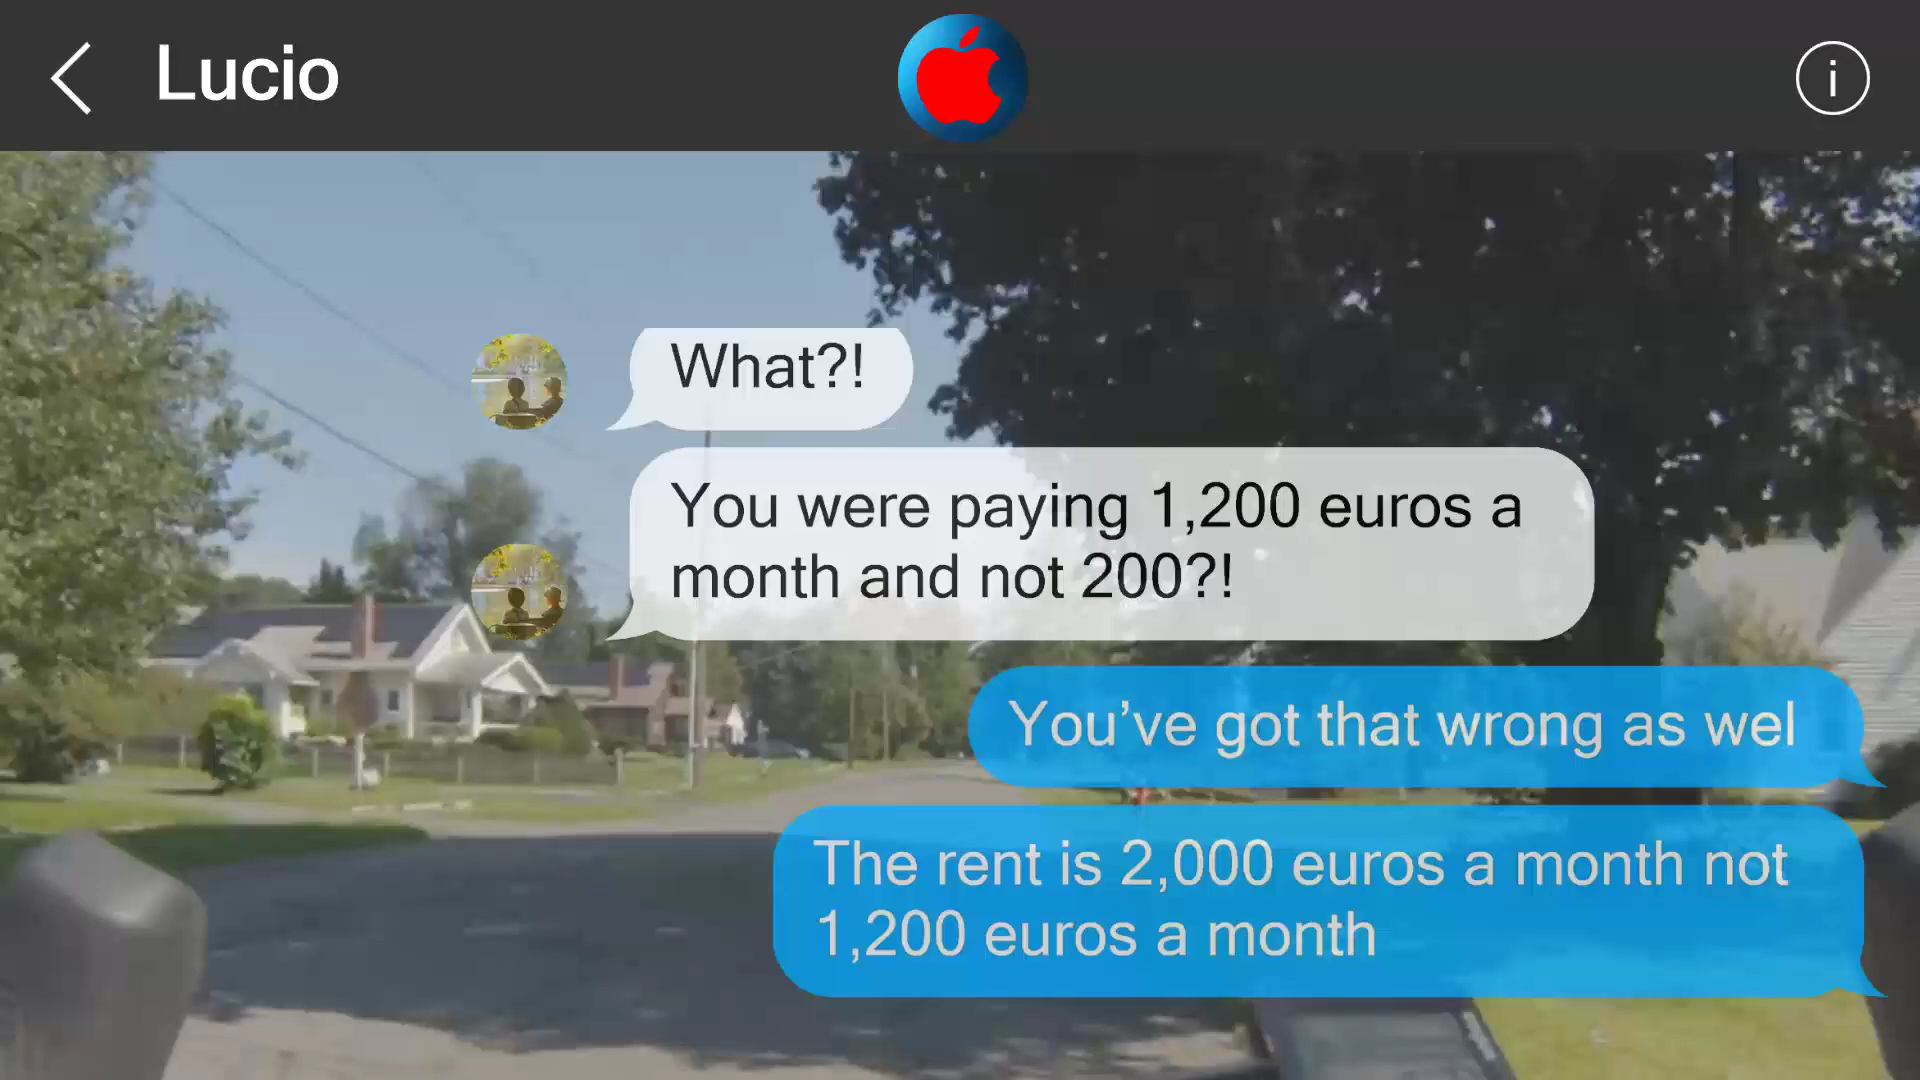 Lucio
i
What?!
You were paying 1,200 euros a
month and not 200?!
You’ve got that wrong as wel
The rent is 2,000 euros a month not
1,200 euros a month